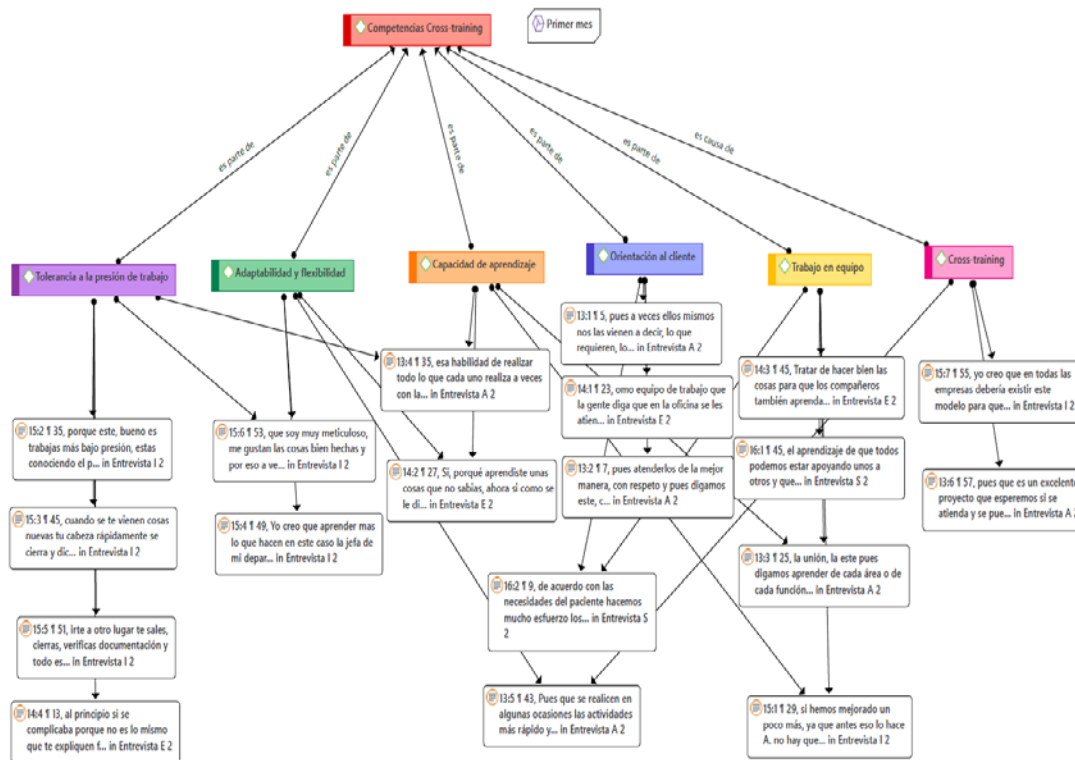 Competencias Cross-training
Primer mes
es parte de
es parte de
es parco de
es parte de
es parte de
es causa de
Tolerancia a la presión de trabajo
Adaptabilidad y flexibilidad
Capacidad de aprendizaje
Orientación al cliente
Trabajo en equipo
Cross-training
13:1 ¶ 5, pues a veces ellos mismos
nos las vienen a decir, lo que
requieren, lo... in Entrevista A 2
13:4 ¶ 35, esa habilidad de realizar
todo lo que cada uno realiza a veces
con la... in Entrevista A 2
14:3 ¶ 45, Tratar de hacer bien las
cosas para que los compañeros
también aprenda... in Entrevista E 2
15:7 ¶ 55, yo creo que en todas las
empresas debería existir este
modelo para que... in Entrevista I 2
14:1 ¶ 23, omo equipo de trabajo que
la gente diga que en la oficina se les
atien... in Entrevista E 2
15:2 ¶ 35, porque este, bueno es
trabajas más bajo presión, estas
conociendo el p... in Entrevista I 2
15:6 ¶ 53, que soy muy meticuloso,
me gustan las cosas bien hechas y
por eso a ve... in Entrevista I 2
14:2 ¶ 27, Si, porqué aprendiste unas
cosas que no sabias, ahora si como se
le di... in Entrevista E 2
13:2 ¶ 7, pues atenderlos de la mejor
manera, con respeto y pues digamos
este, c... in Entrevista A 2
16:1 ¶ 45, el aprendizaje de que todos
podemos estar apoyando unos a
otros y que... in Entrevista S 2
13:6 ¶ 57, pues que es un excelente
proyecto que esperemos si se
atienda y se pue... in Entrevista A 2
15:3 ¶ 45, cuando se te vienen cosas
nuevas tu cabeza rápidamente se
cierra y dic... in Entrevista I 2
15:4 ¶ 49, Yo creo que aprender mas
lo que hacen en este caso la jefa de
mi depar... in Entrevista I 2
13:3 ¶ 25, la unión, la este pues
digamos aprender de cada área o de
cada función... in Entrevista A 2
16:2 ¶ 9, de acuerdo con las
necesidades del paciente hacemos
mucho esfuerzo los... in Entrevista S
2
15:5 ¶ 51, irte a otro lugar te sales,
cierras, verificas documentación y
todo es... in Entrevista I 2
13:5 ¶ 43, Pues que se realicen en
algunas ocasiones las actividades
más rápido y... in Entrevista A 2
15:1 ¶ 29, si hemos mejorado un
poco más, ya que antes eso lo hace
A. no hay que... in Entrevista I 2
14:4 ¶ 13, al principio si se
complicaba porque no es lo mismo
que te expliquen f... in Entrevista E 2